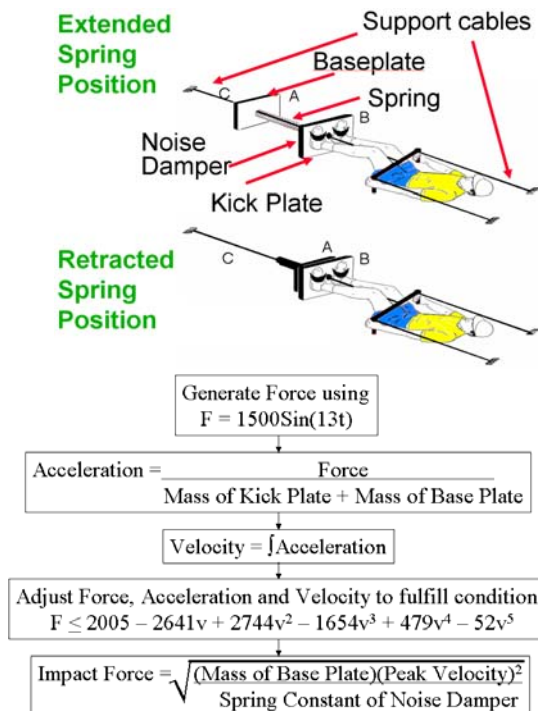 Extended
Spring
Position
Support cables
Baseplate
C
A
Spring
B
Noise
Damper
Kick Plate
Retracted
Spring
Position
C
A
B
Generate Force using
F = 1500Sin(13t)
Acceleration = Force
Mass of Kick Plate + Mass of Base Plate
Velocity = ∫Acceleration
Adjust Force, Acceleration and Velocity to fulfill condition
F ≤ 2005 – 2641v + 2744v² – 1654v³ + 479v⁴ – 52v⁵
Impact Force = √(Mass of Base Plate)(Peak Velocity)²
Spring Constant of Noise Damper